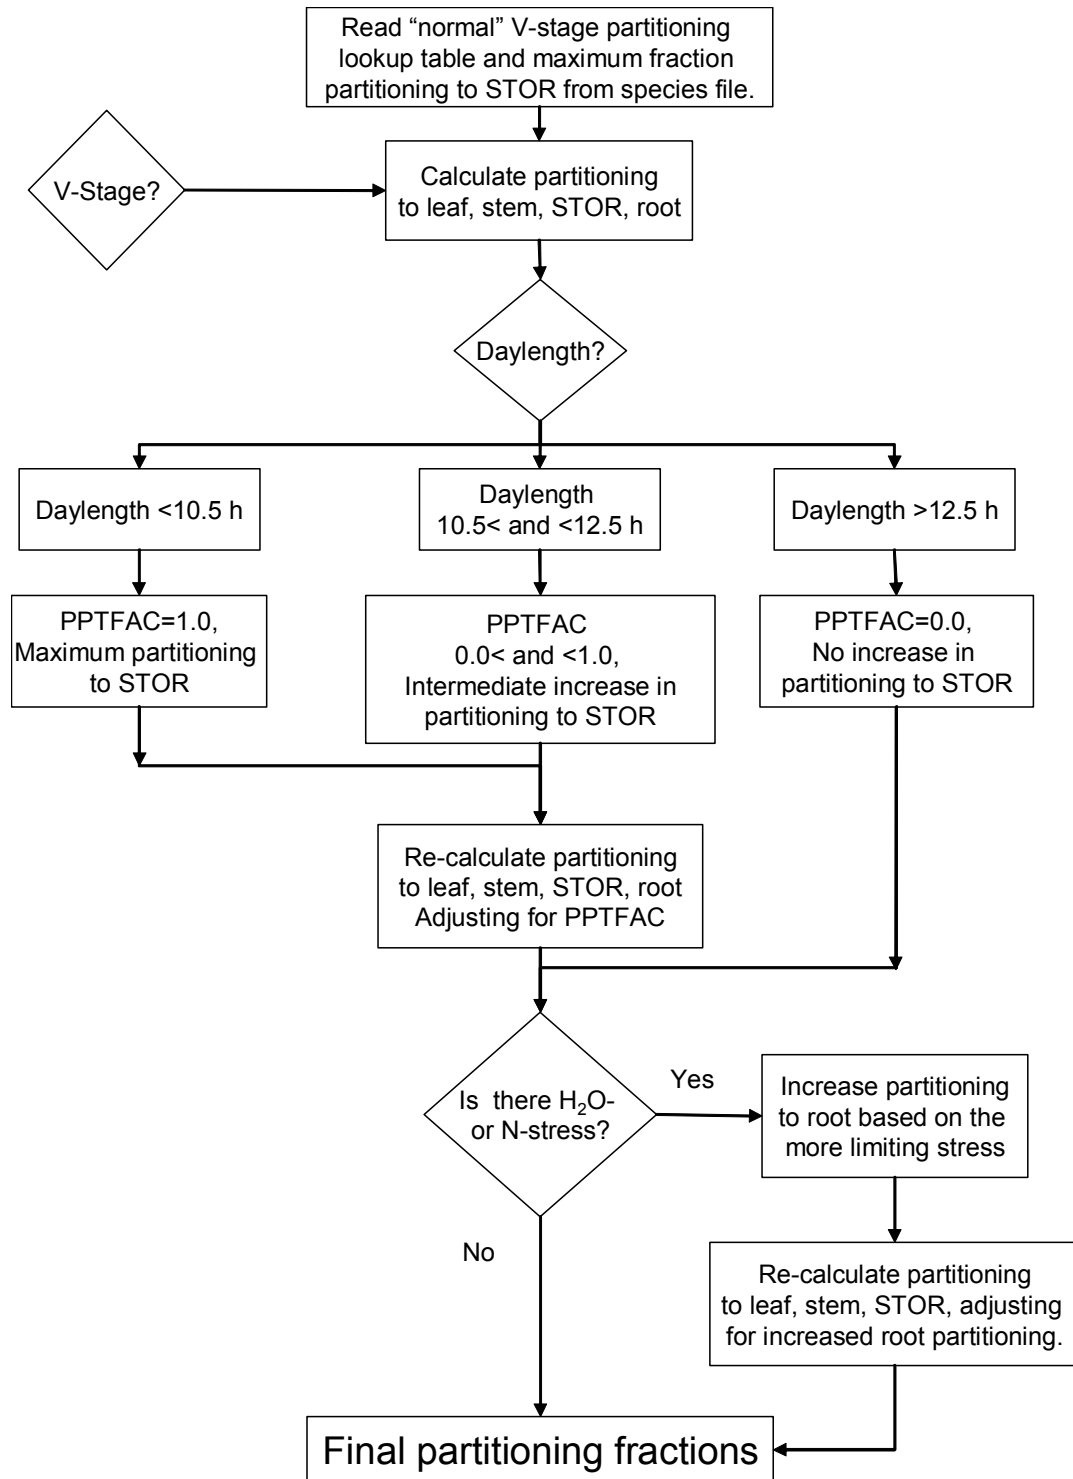 Read “normal” V-stage partitioning
lookup table and maximum fraction
partitioning to STOR from species file.
V-Stage?
Calculate partitioning
to leaf, stem, STOR, root
Daylength?
Daylength <10.5 h
Daylength
10.5< and <12.5 h
Daylength >12.5 h
PPTFAC=1.0,
Maximum partitioning
to STOR
PPTFAC
0.0< and <1.0,
Intermediate increase in
partitioning to STOR
PPTFAC=0.0,
No increase in
partitioning to STOR
Re-calculate partitioning
to leaf, stem, STOR, root
Adjusting for PPTFAC
Is there H₂O-
or N-stress?
Yes
Increase partitioning
to root based on the
more limiting stress
No
Re-calculate partitioning
to leaf, stem, STOR, adjusting
for increased root partitioning.
Final partitioning fractions